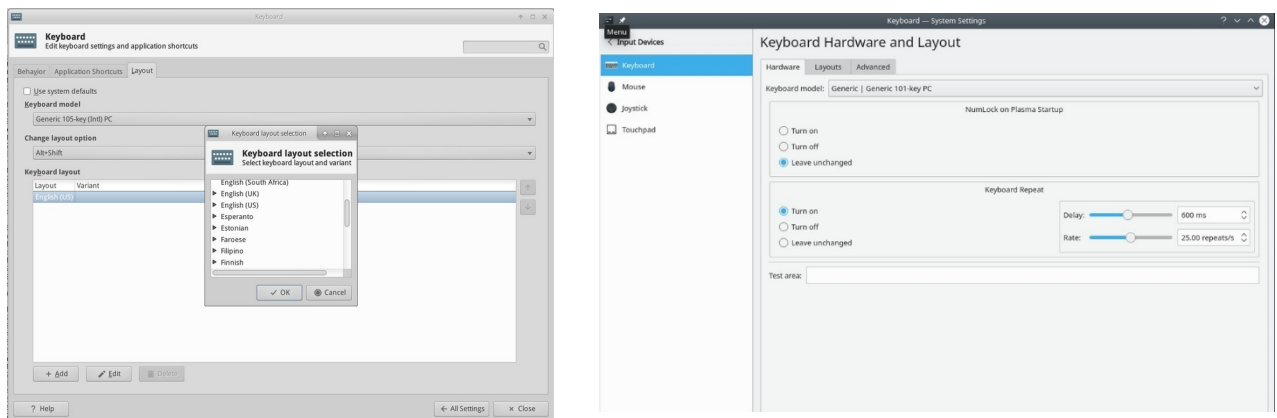 Keyboard
Keyboard
Edit keyboard settings and application shortcuts
Behavior Application Shortcuts Layout
Use system defaults
Keyboard model
Generic 105-key (Intl) PC
Change layout option
Alt+Shift
Keyboard layout
Layout Variant
English (US)
Keyboard layout selection
Keyboard layout selection
Select keyboard layout and variant
English (South Africa)
English (UK)
English (US)
Esperanto
Estonian
Faroese
Filipino
Finnish
OK Cancel
+ Add Edit Delete
? Help All Settings × Close
Keyboard — System Settings
Menu
Input Devices
Keyboard
Mouse
Joystick
Touchpad
Keyboard Hardware and Layout
Hardware Layouts Advanced
Keyboard model: Generic | Generic 101-key PC
NumLock on Plasma Startup
Turn on
Turn off
Leave unchanged
Keyboard Repeat
Turn on
Turn off
Leave unchanged
Delay: 600 ms
Rate: 25.00 repeats/s
Test area: